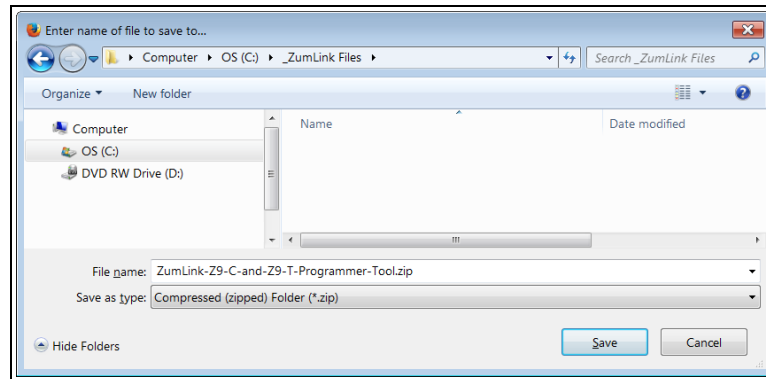 Enter name of file to save to...
Computer OS (C:) _ZumLink Files
Search _ZumLink Files
Organize New folder
Name Date modified
Computer
OS (C:)
DVD RW Drive (D:)
File name: ZumLink-Z9-C-and-Z9-T-Programmer-Tool.zip
Save as type: Compressed (zipped) Folder (*.zip)
Hide Folders
Save Cancel